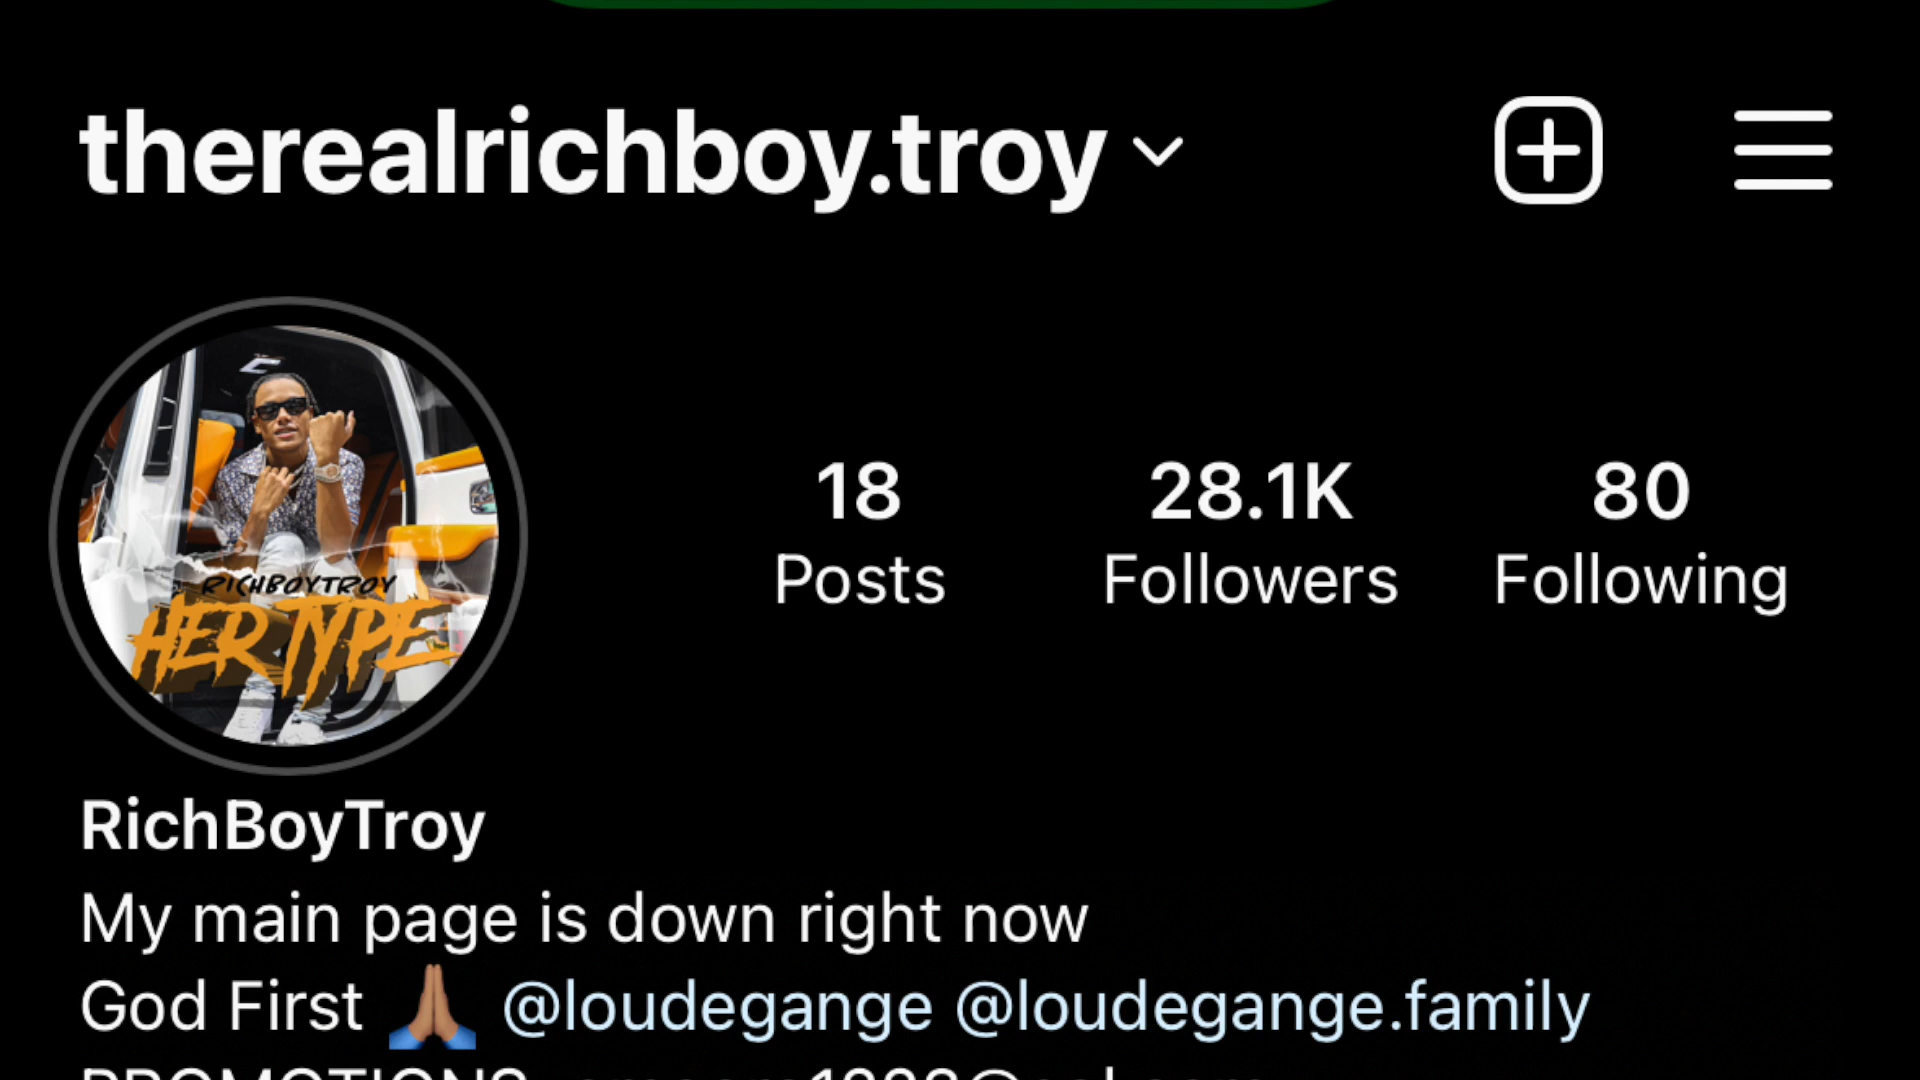 therealrichboy.troy
18 28.1K 80
Posts Followers Following
RICHBOYTROY
HER TYPE
RichBoyTroy
My main page is down right now
God First 🙏🏽 @loudegange @loudegange.family
PROMOTIONS